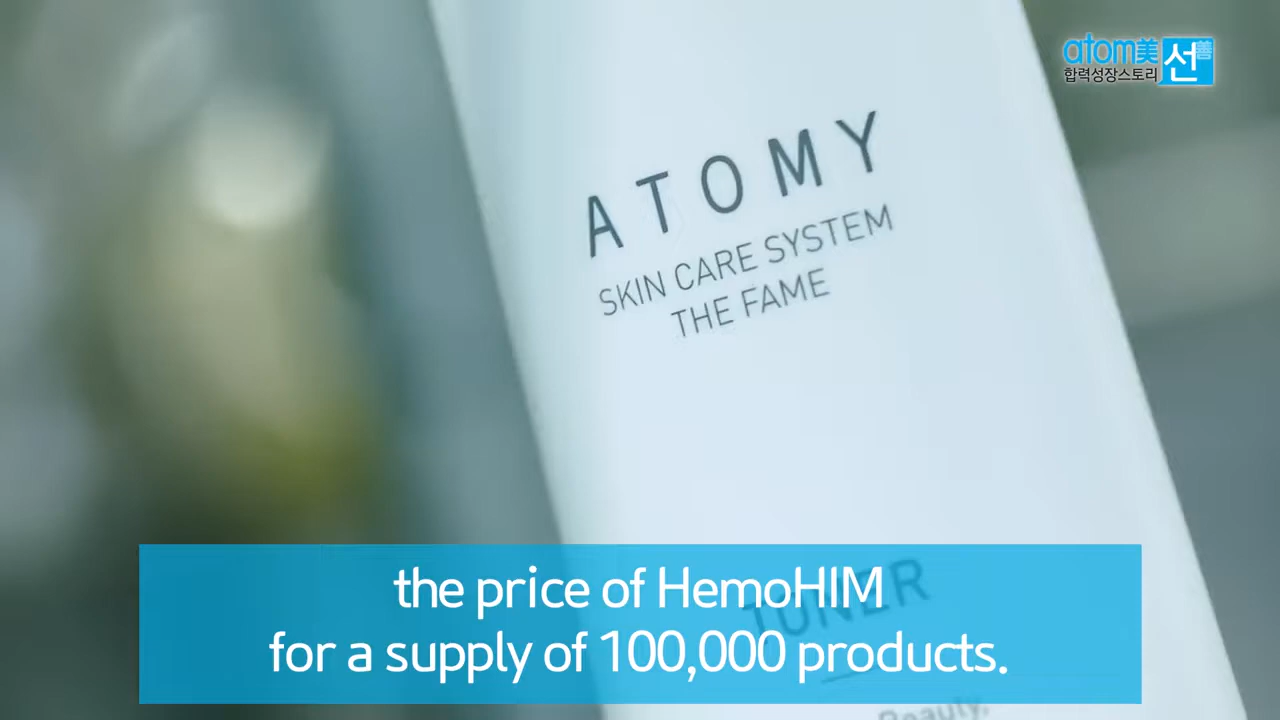 atom美 선善
합력성장스토리
ATOMY
SKIN CARE SYSTEM
THE FAME
TONER
Beauty,
the price of HemoHIM
for a supply of 100,000 products.